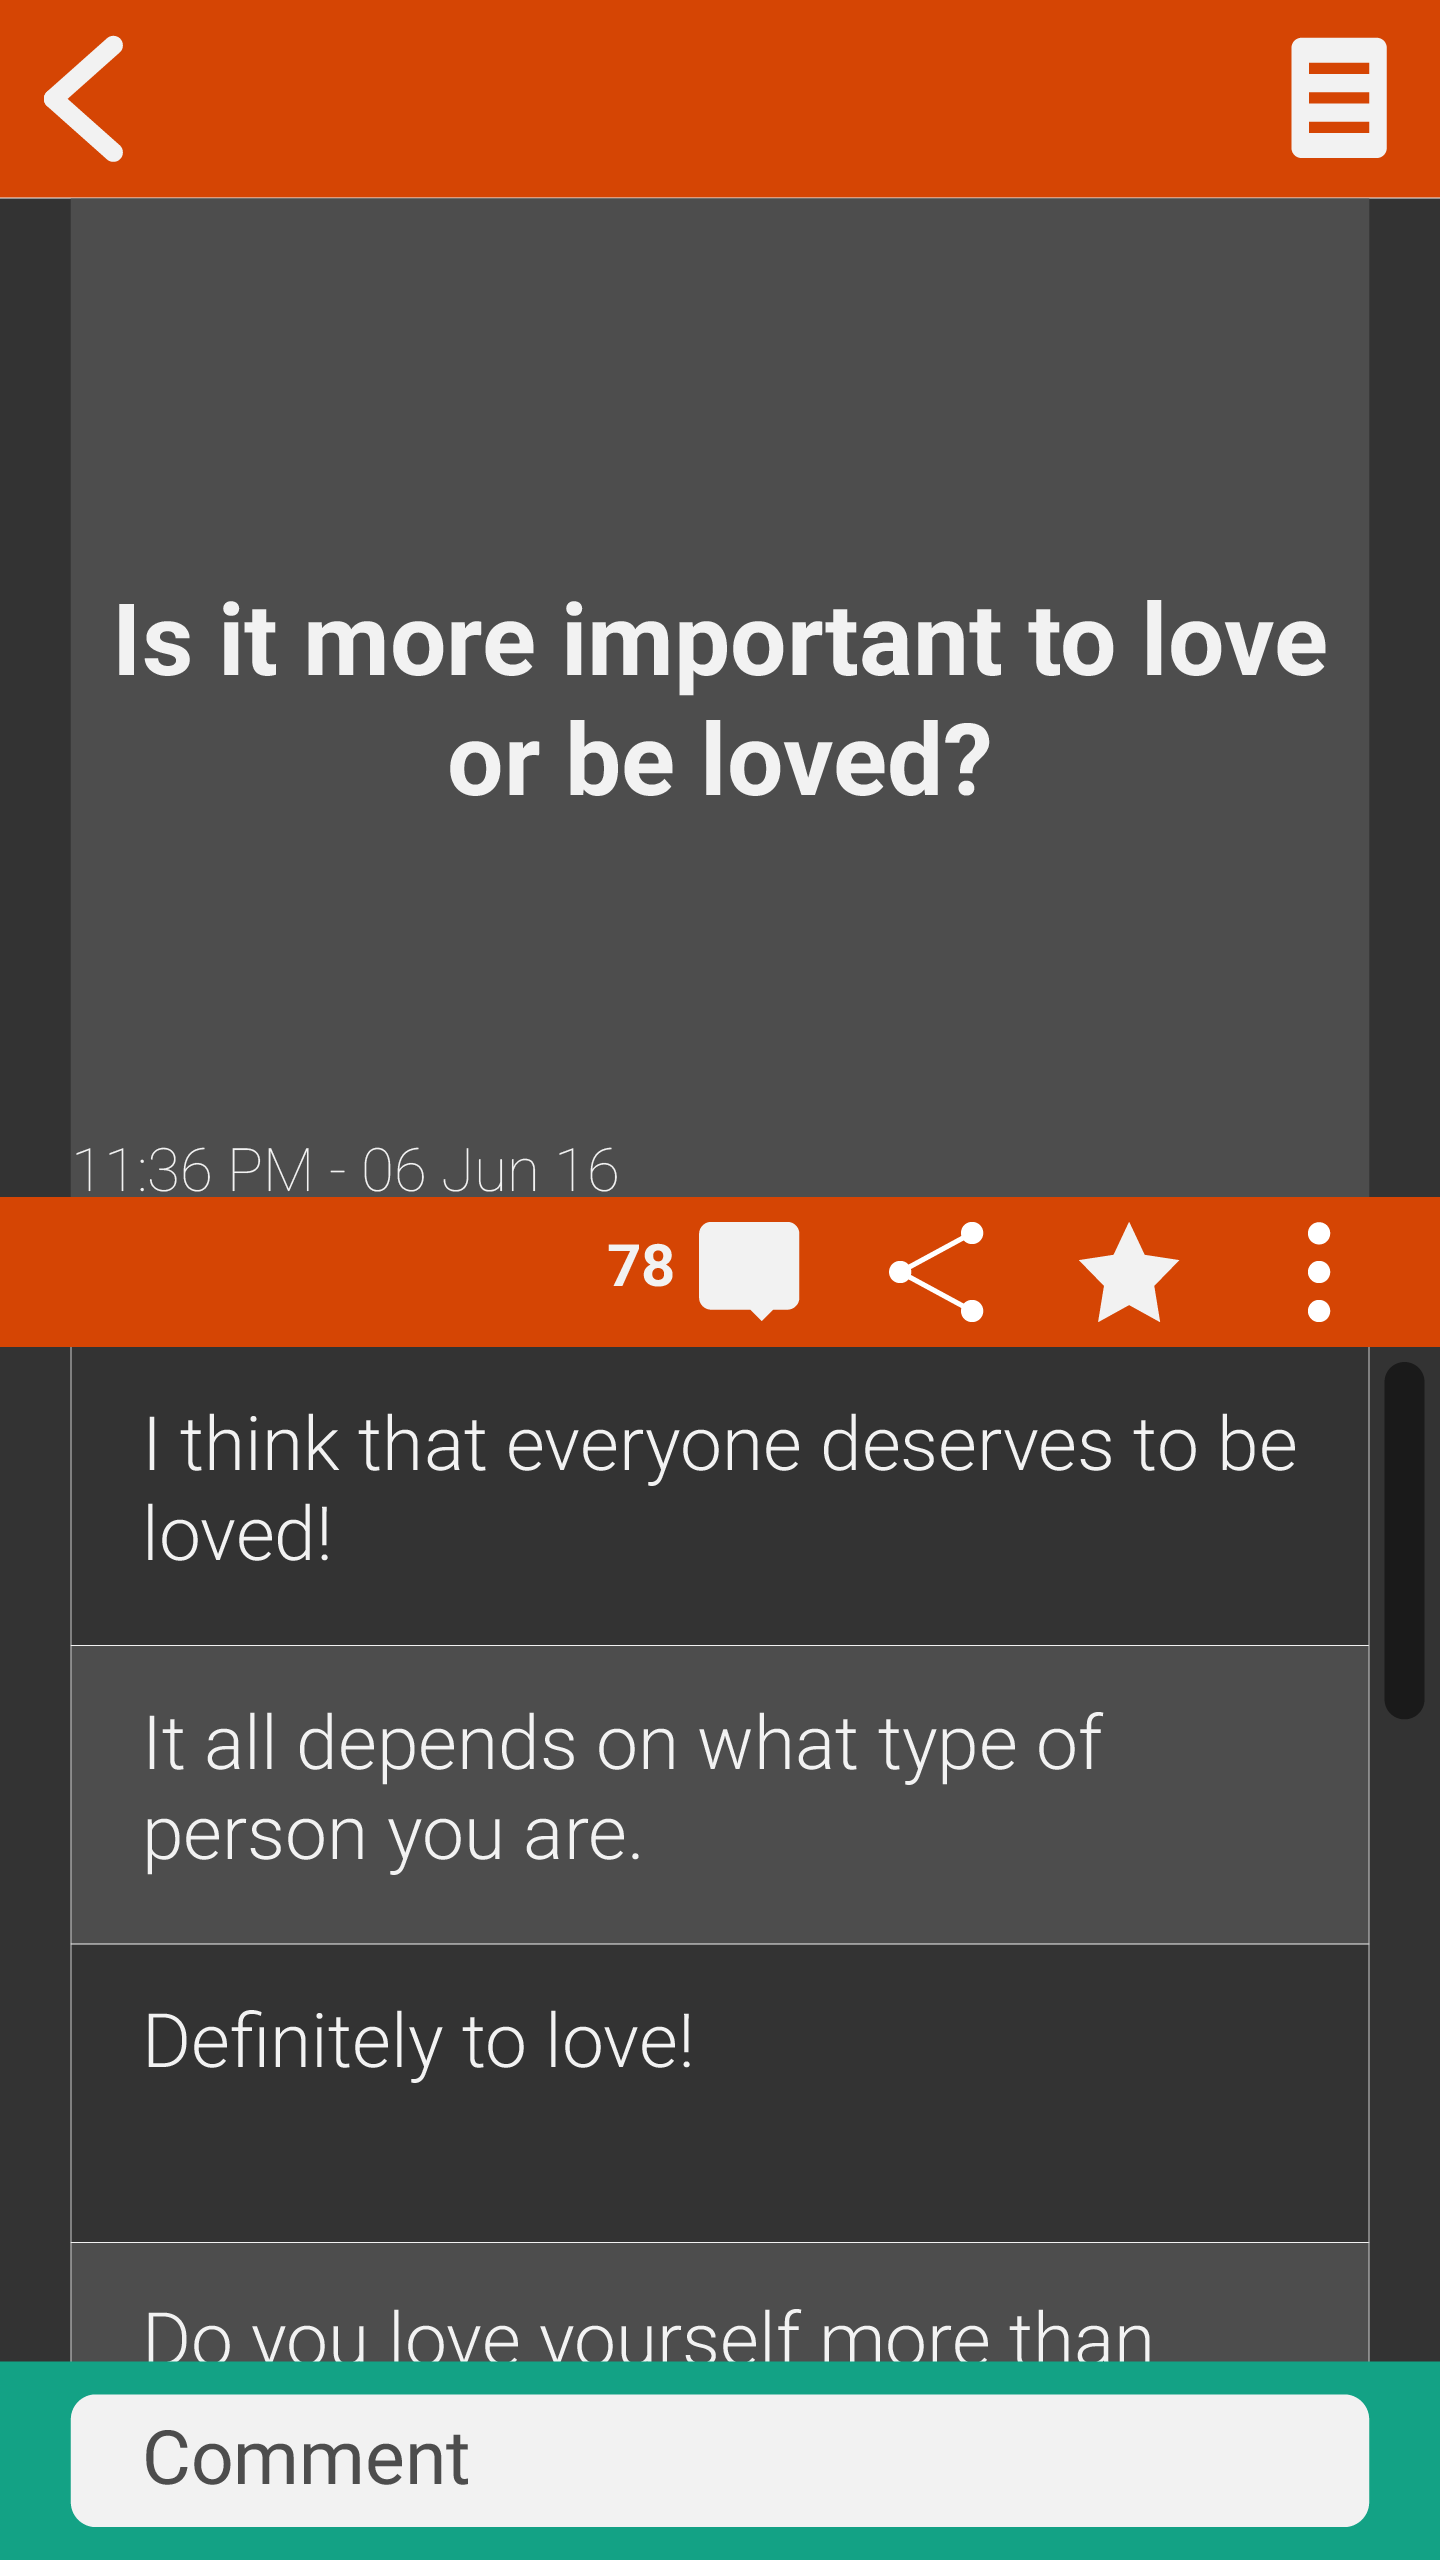 Is it more important to love
or be loved?
11:36 PM - 06 Jun 16
78
I think that everyone deserves to be
loved!
It all depends on what type of
person you are.
Definitely to love!
Do you love yourself more than
Comment